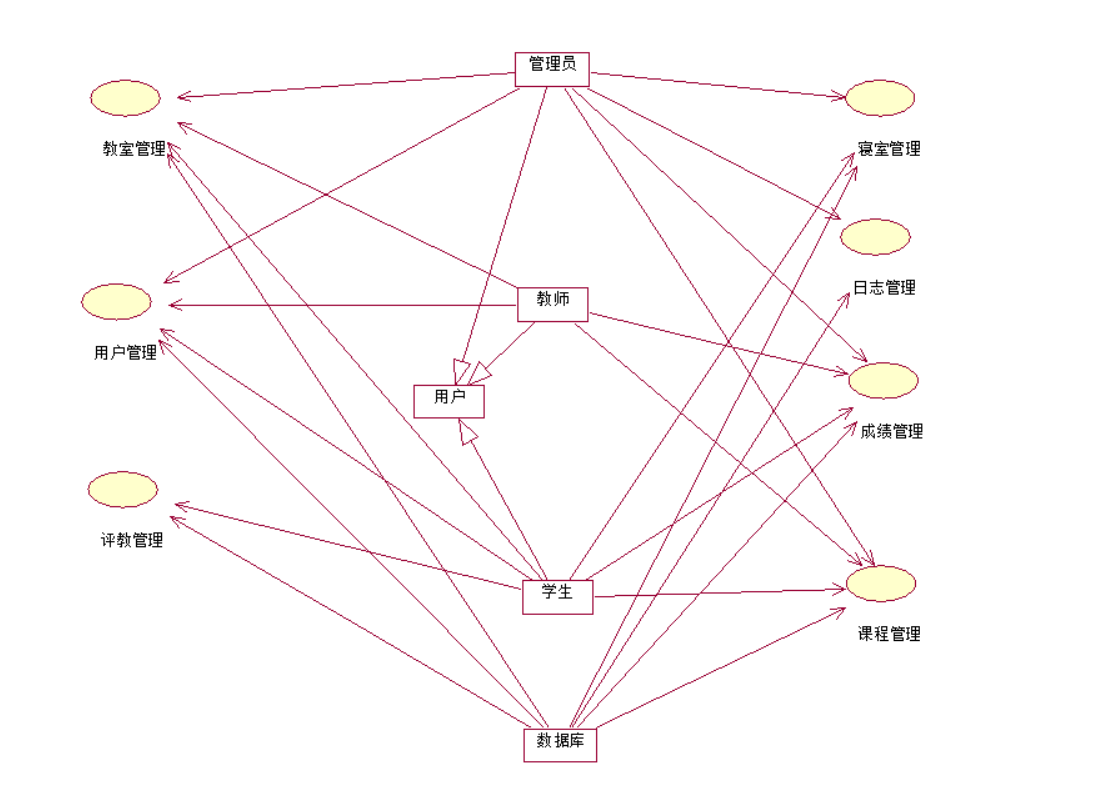 管理员
教室管理
寝室管理
日志管理
教师
用户管理
用户
成绩管理
评教管理
学生
课程管理
数据库